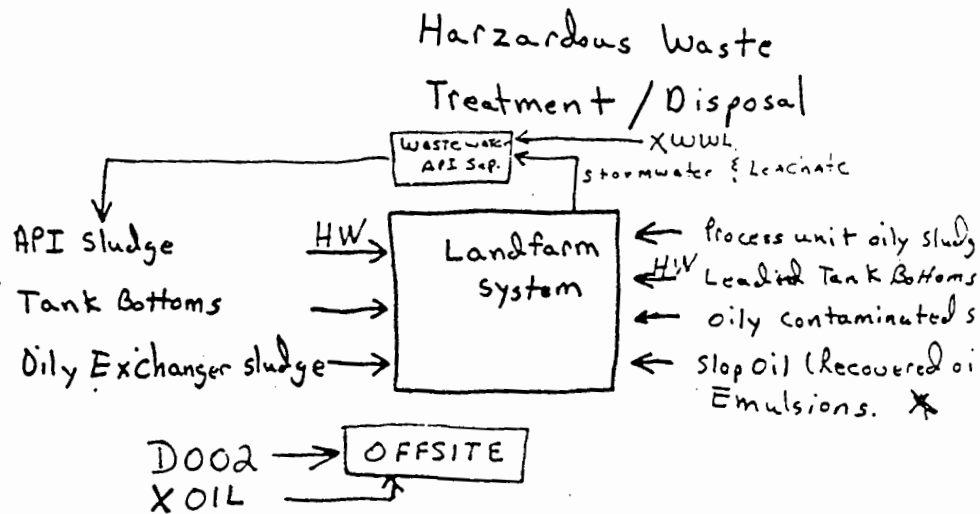 Harzardous Waste
Treatment / Disposal
Wastewater
API Sep.
XWWL
Stormwater & Leachate
API Sludge
HW
Landfarm
System
Process unit oily Sludg
HW
Leaded Tank Bottoms
Tank Bottoms
Oily contaminated s
Oily Exchanger Sludge
Slop Oil (Recovered oi
Emulsions. *
D002
OFFSITE
XOIL